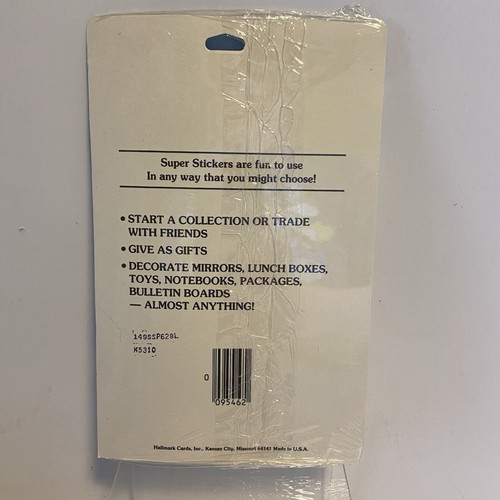 Super Stickers are fun to use
In any way that you might choose!
• START A COLLECTION OR TRADE
WITH FRIENDS
• GIVE AS GIFTS
• DECORATE MIRRORS, LUNCH BOXES,
TOYS, NOTEBOOKS, PACKAGES,
BULLETIN BOARDS
— ALMOST ANYTHING!
K5310
0
095462
Hallmark Cards, Inc., Kansas City, Missouri 64141 Made in U.S.A.